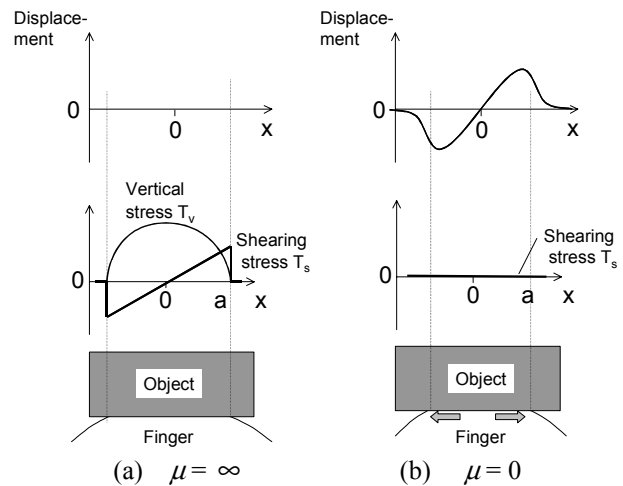 Displace-
ment
0
0
x
Vertical
stress Tv
Shearing
stress Ts
0
0
a
x
Object
Finger
(a) μ = ∞
Displace-
ment
0
0
x
Shearing
stress Ts
0
0
a
x
Object
Finger
(b) μ = 0